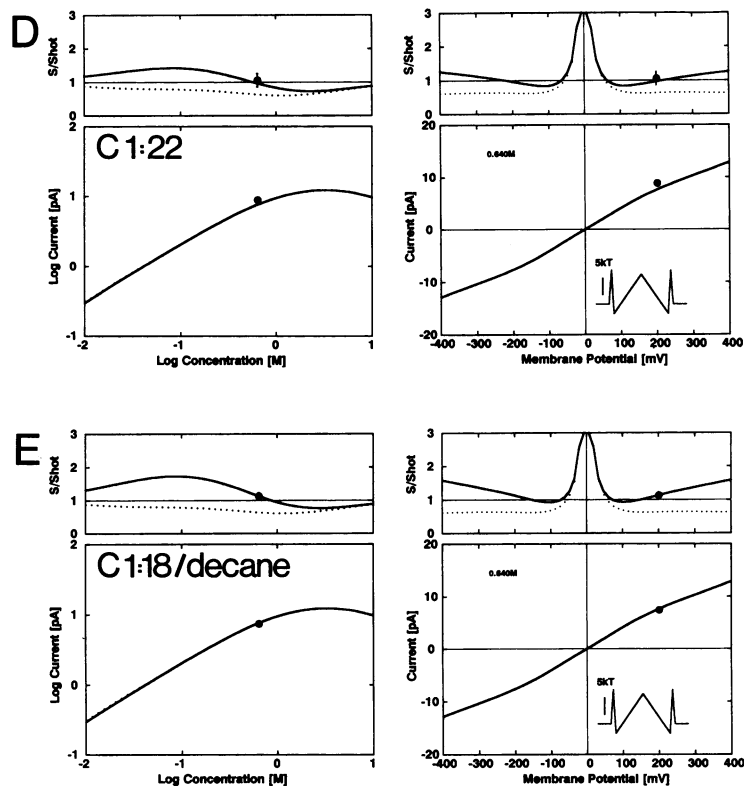 D
S/Shot
3
2
1
0
S/Shot
3
2
1
0
C 1:22
Log Current [pA]
2
1
0
-1
-2 -1 0 1
Log Concentration [M]
0.640M
Current [pA]
20
10
0
-10
-20
5kT
-400 -300 -200 -100 0 100 200 300 400
Membrane Potential [mV]
E
S/Shot
3
2
1
0
S/Shot
3
2
1
0
C 1:18/decane
Log Current [pA]
2
1
0
-1
-2 -1 0 1
Log Concentration [M]
0.640M
Current [pA]
20
10
0
-10
-20
5kT
-400 -300 -200 -100 0 100 200 300 400
Membrane Potential [mV]